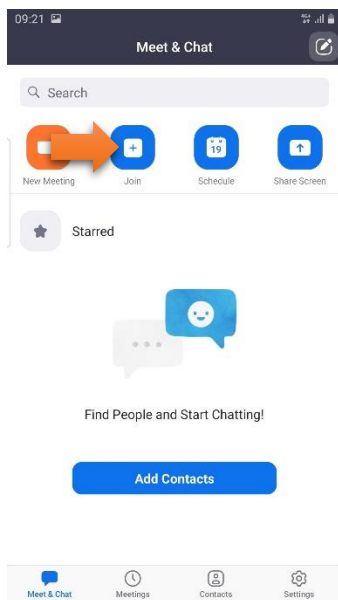 09:21
Meet & Chat
Search
New Meeting Join Schedule Share Screen
19
Starred
Find People and Start Chatting!
Add Contacts
Meet & Chat Meetings Contacts Settings